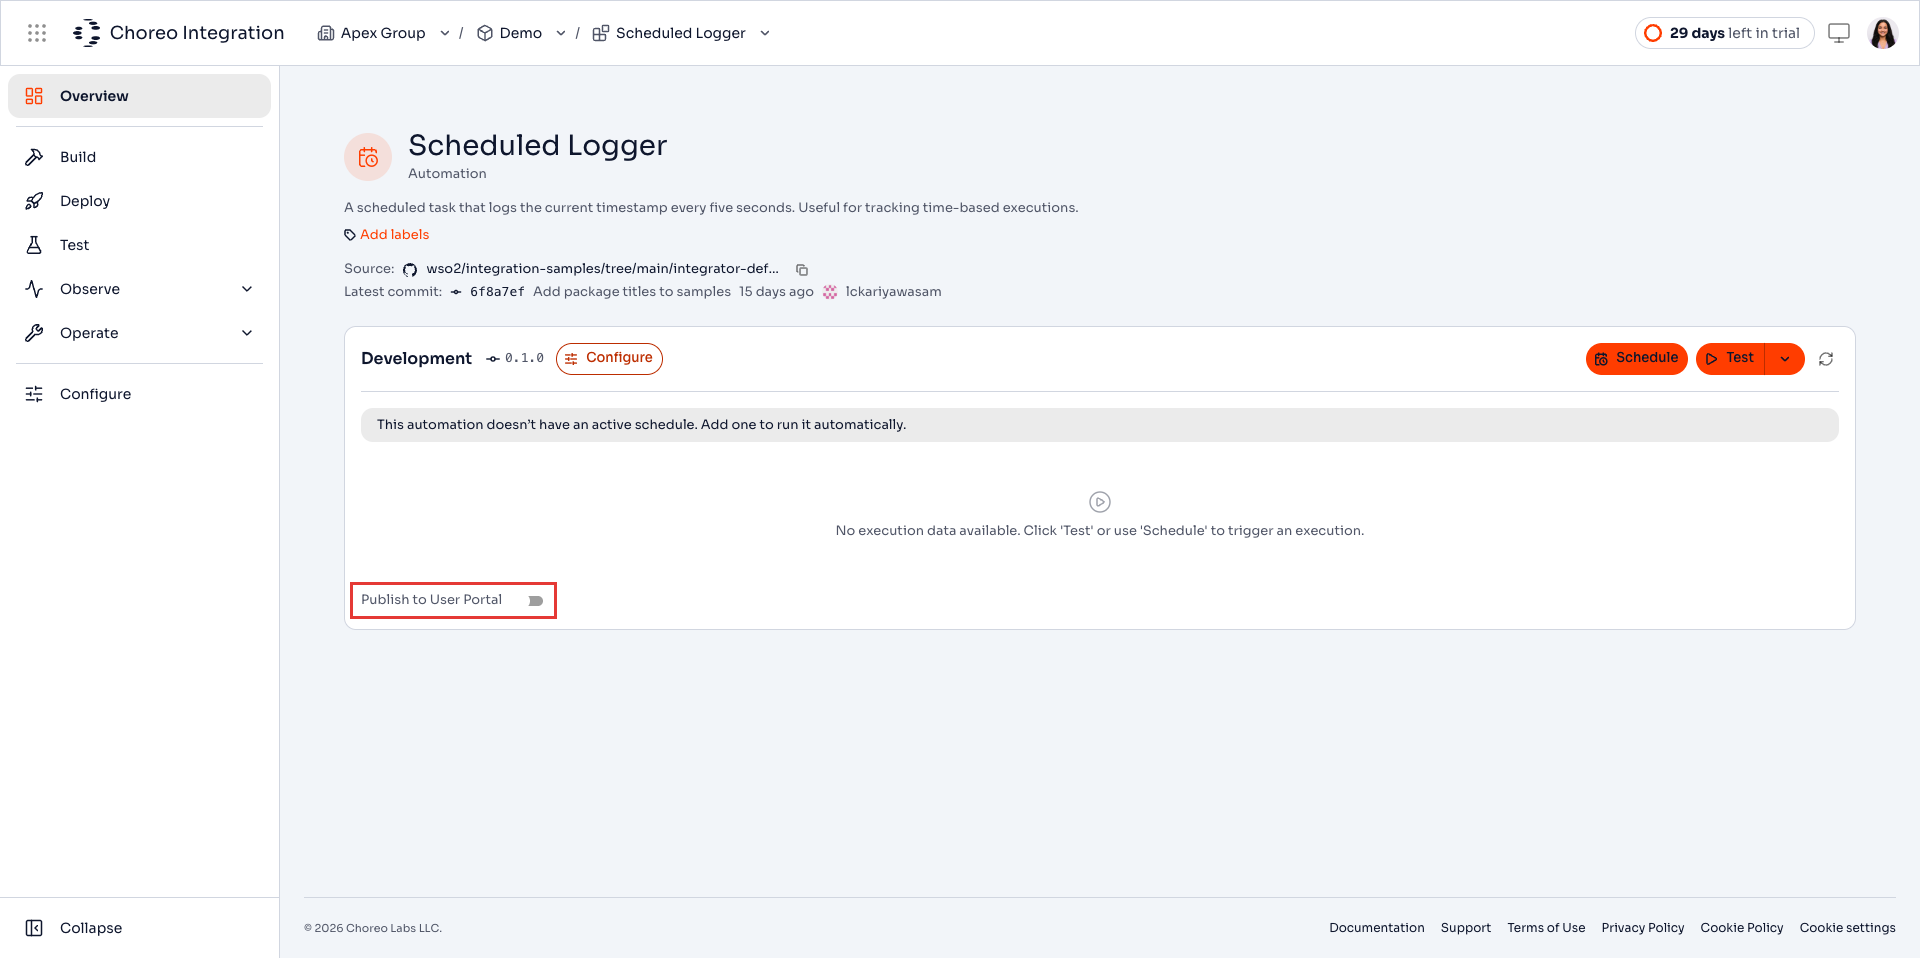 Choreo Integration
Apex Group / Demo / Scheduled Logger
29 days left in trial
Overview
Build
Deploy
Test
Observe
Operate
Configure
Collapse
Scheduled Logger
Automation
A scheduled task that logs the current timestamp every five seconds. Useful for tracking time-based executions.
Add labels
Source: wso2/integration-samples/tree/main/integrator-def...
Latest commit: 6f8a7ef Add package titles to samples 15 days ago lckariyawasam
Development 0.1.0 Configure
Schedule Test
This automation doesn't have an active schedule. Add one to run it automatically.
No execution data available. Click 'Test' or use 'Schedule' to trigger an execution.
Publish to User Portal
© 2026 Choreo Labs LLC.
Documentation Support Terms of Use Privacy Policy Cookie Policy Cookie settings